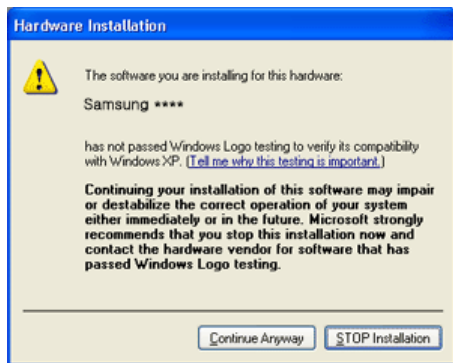 Hardware Installation
The software you are installing for this hardware:
Samsung ****
has not passed Windows Logo testing to verify its compatibility
with Windows XP. (Tell me why this testing is important.)
Continuing your installation of this software may impair
or destabilize the correct operation of your system
either immediately or in the future. Microsoft strongly
recommends that you stop this installation now and
contact the hardware vendor for software that has
passed Windows Logo testing.
Continue Anyway STOP Installation